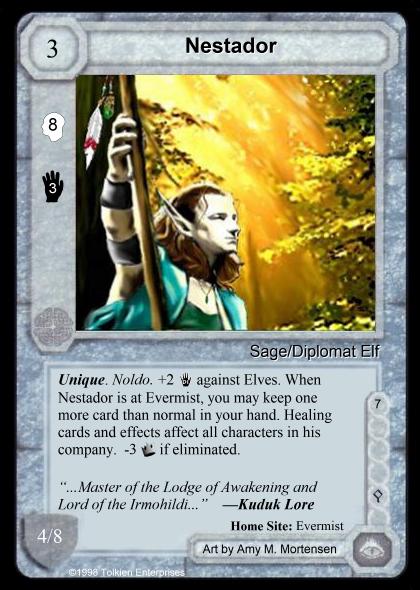 3
Nestador
8
3
Sage/Diplomat Elf
Unique. Noldo. +2 against Elves. When
Nestador is at Evermist, you may keep one
more card than normal in your hand. Healing
cards and effects affect all characters in his
company. -3 if eliminated.
7
"...Master of the Lodge of Awakening and
Lord of the Irmohildi..." —Kuduk Lore
Home Site: Evermist
4/8
Art by Amy M. Mortensen
©1998 Tolkien Enterprises